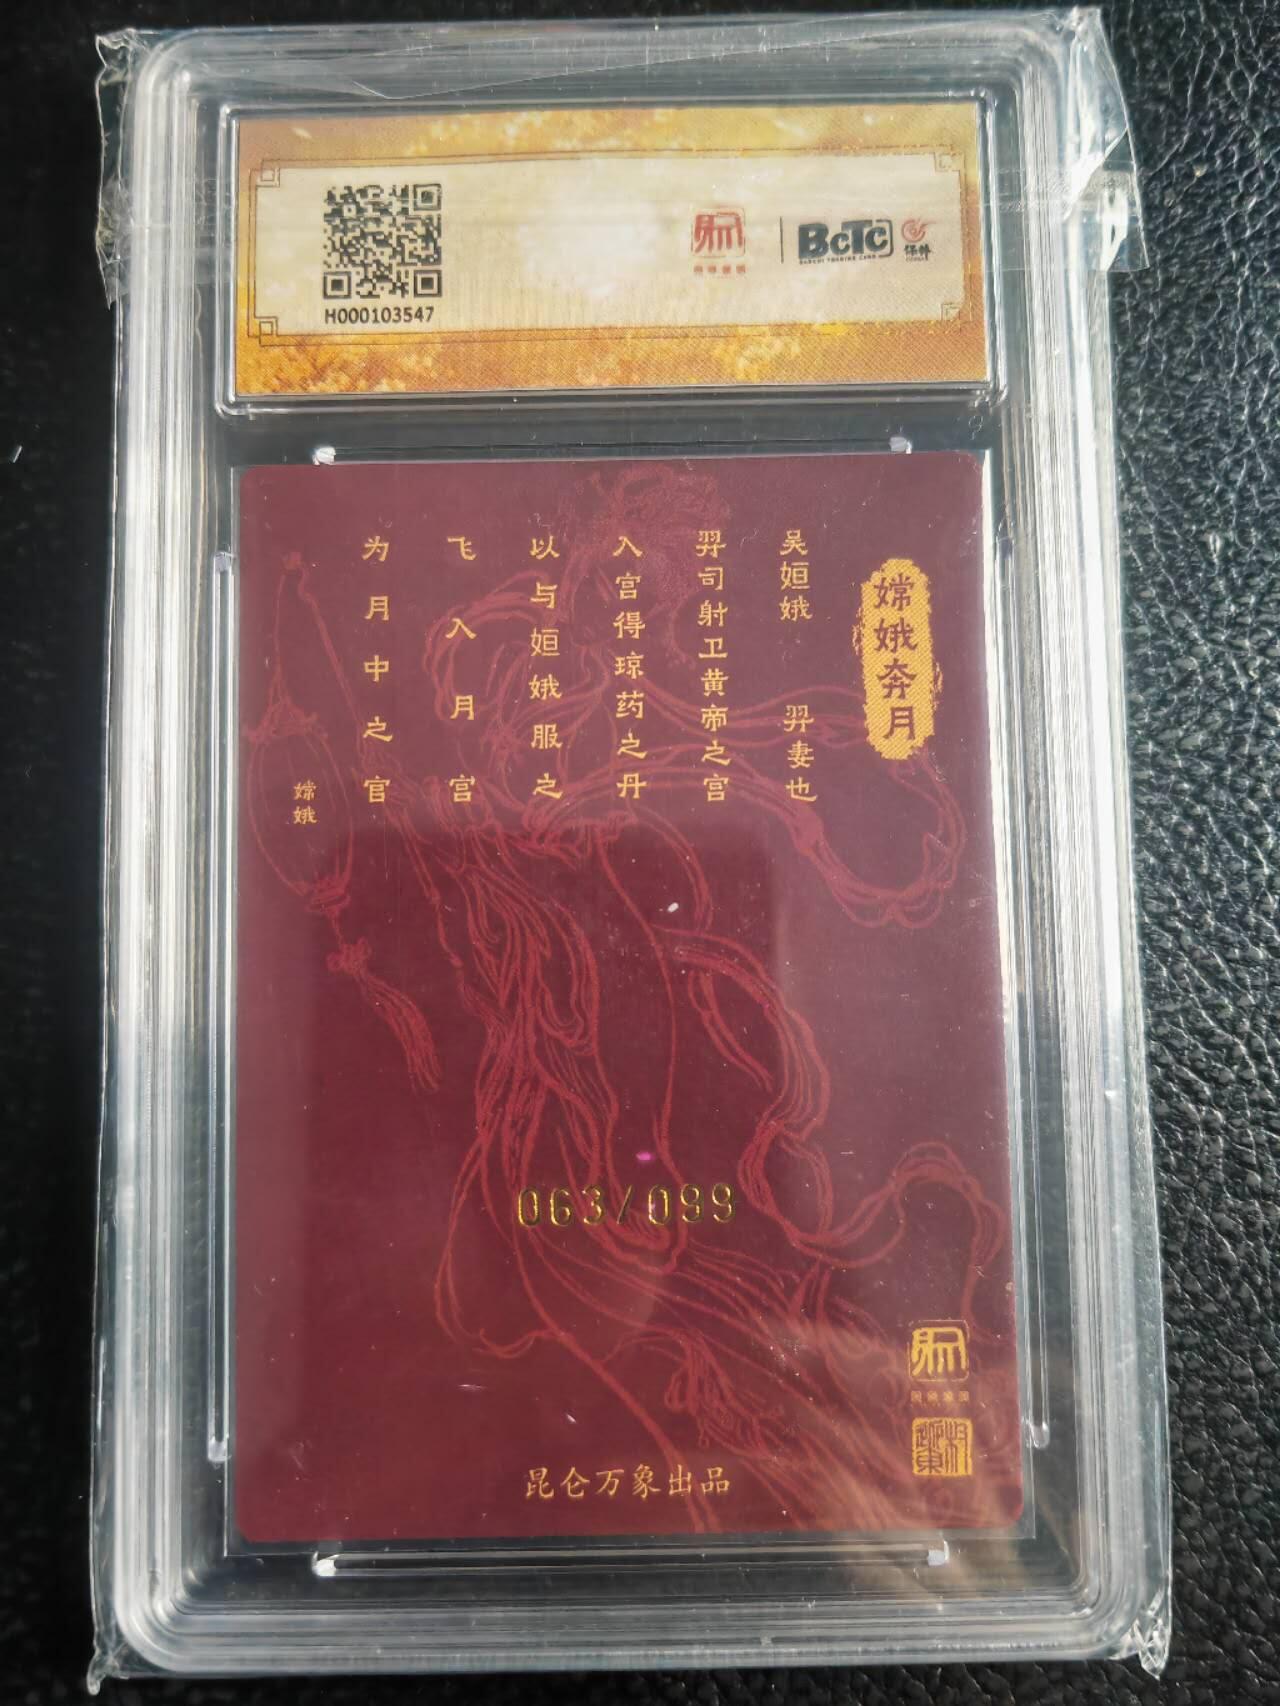 H000103547
BCTC
保粹
嫦娥奔月
吴姮娥 羿妻也
羿司射卫黄帝之宫
入宫得琼药之丹
以与姮娥服之
飞入月宫
为月中之官
嫦娥
063/099
昆仑万象出品